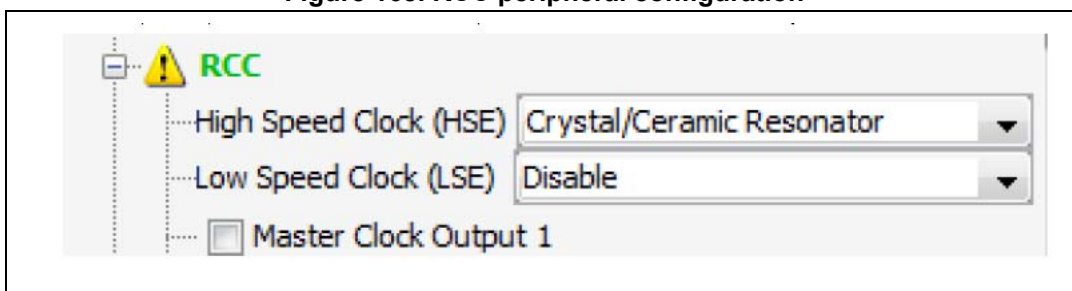 RCC
High Speed Clock (HSE) Crystal/Ceramic Resonator
Low Speed Clock (LSE) Disable
Master Clock Output 1